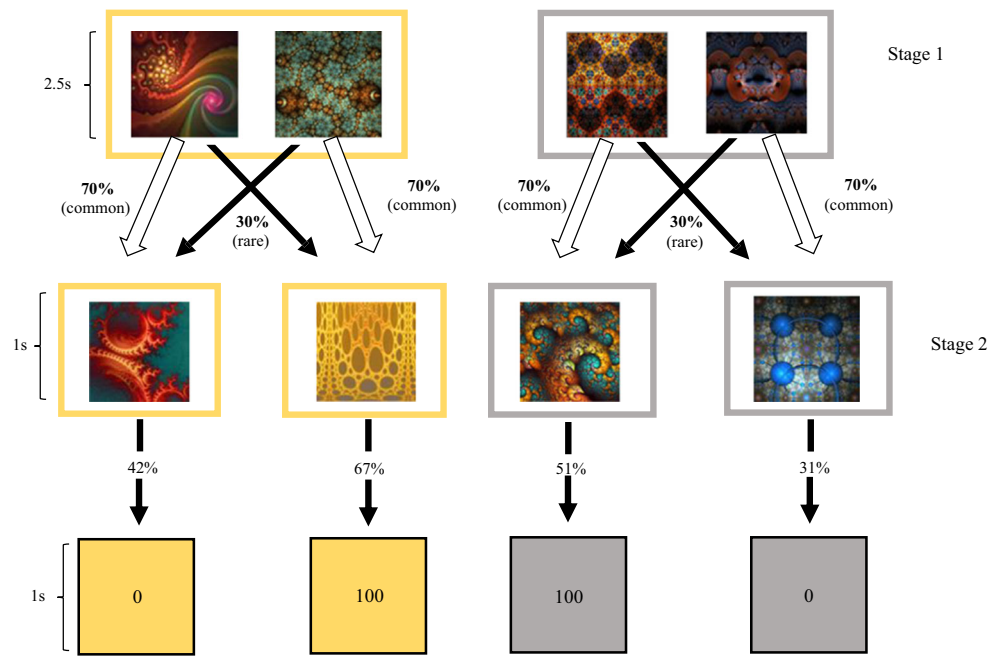 Stage 1
2.5s
70%
(common)
30%
(rare)
70%
(common)
70%
(common)
30%
(rare)
70%
(common)
1s
Stage 2
42%
67%
51%
31%
1s
0
100
100
0